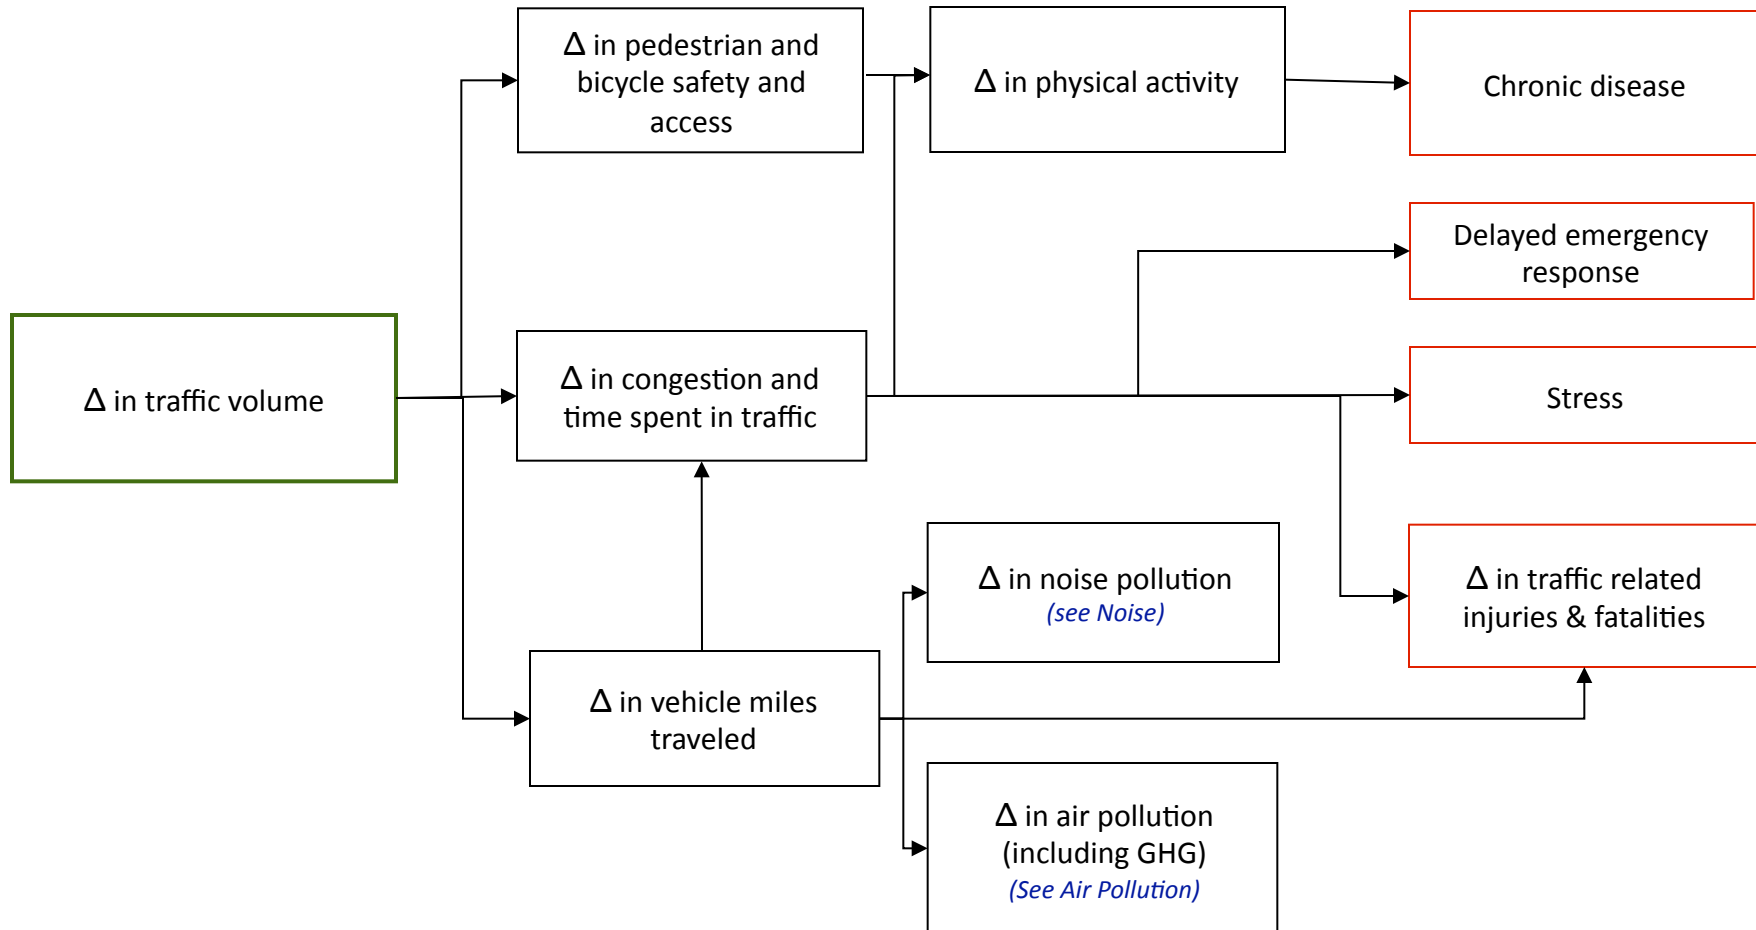 Δ in pedestrian and
bicycle safety and
access
Δ in physical activity
Chronic disease
Delayed emergency
response
Δ in traffic volume
Δ in congestion and
time spent in traffic
Stress
Δ in noise pollution
(see Noise)
Δ in traffic related
injuries & fatalities
Δ in vehicle miles
traveled
Δ in air pollution
(including GHG)
(See Air Pollution)